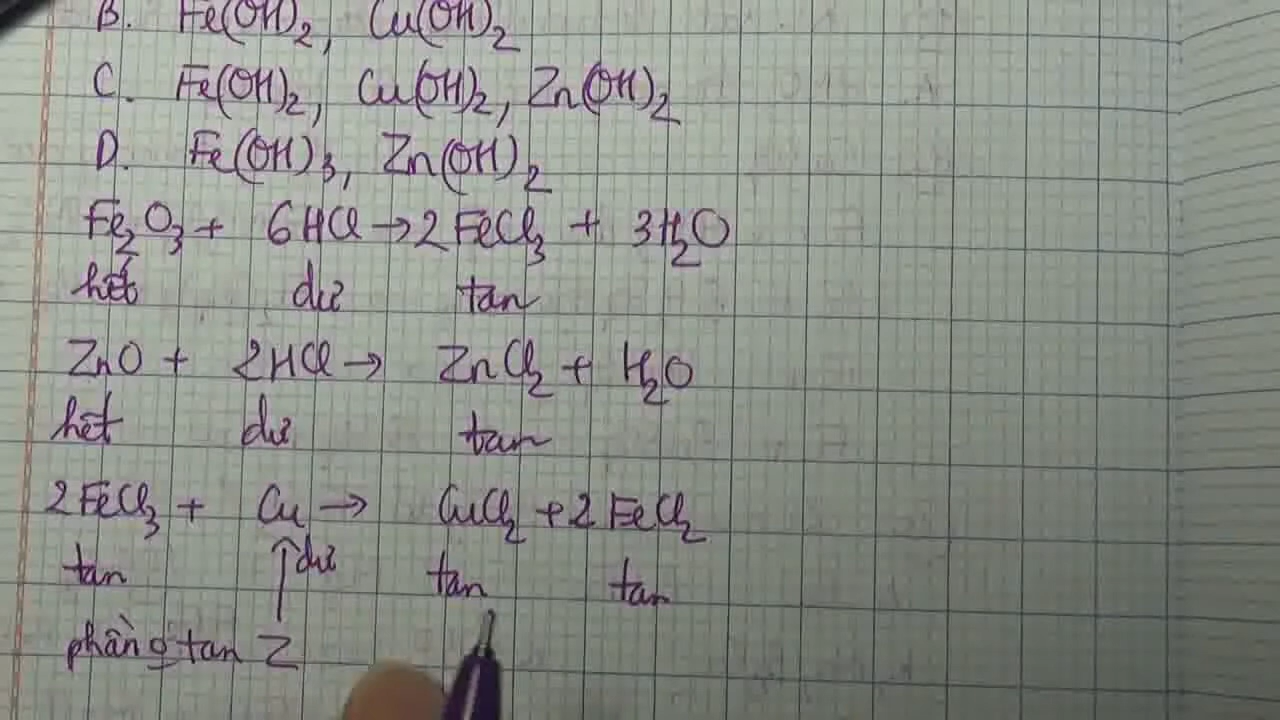 B. Fe(OH)₂, Cu(OH)₂
C. Fe(OH)₂, Cu(OH)₂, Zn(OH)₂
D. Fe(OH)₃, Zn(OH)₂
Fe₂O₃ + 6HCl → 2FeCl₃ + 3H₂O
hết dư tan
ZnO + 2HCl → ZnCl₂ + H₂O
hết dư tan
2FeCl₃ + Cu → CuCl₂ + 2FeCl₂
tan ↑dư tan tan
phần o tan Z